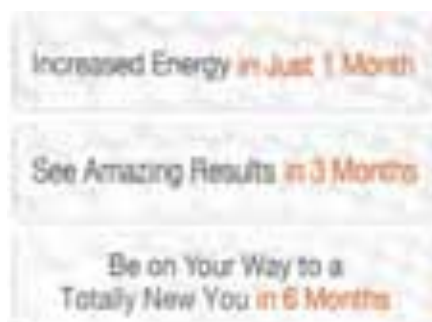 Increased Energy in Just 1 Month
See Amazing Results in 3 Months
Be on Your Way to a
Totally New You in 6 Months